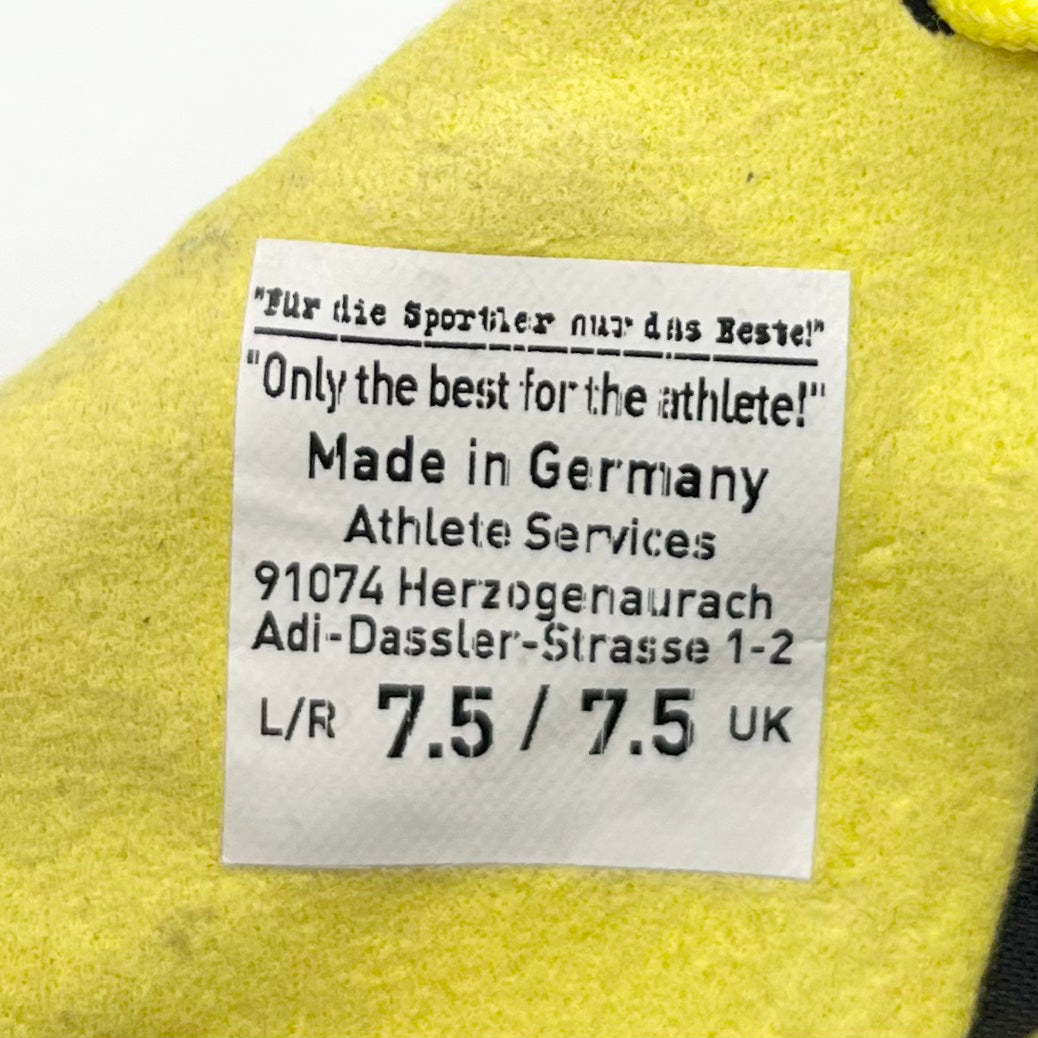 "Für die Sportler nur das Beste!"
"Only the best for the athlete!"
Made in Germany
Athlete Services
91074 Herzogenaurach
Adi-Dassler-Strasse 1-2
L/R 7.5 / 7.5 UK